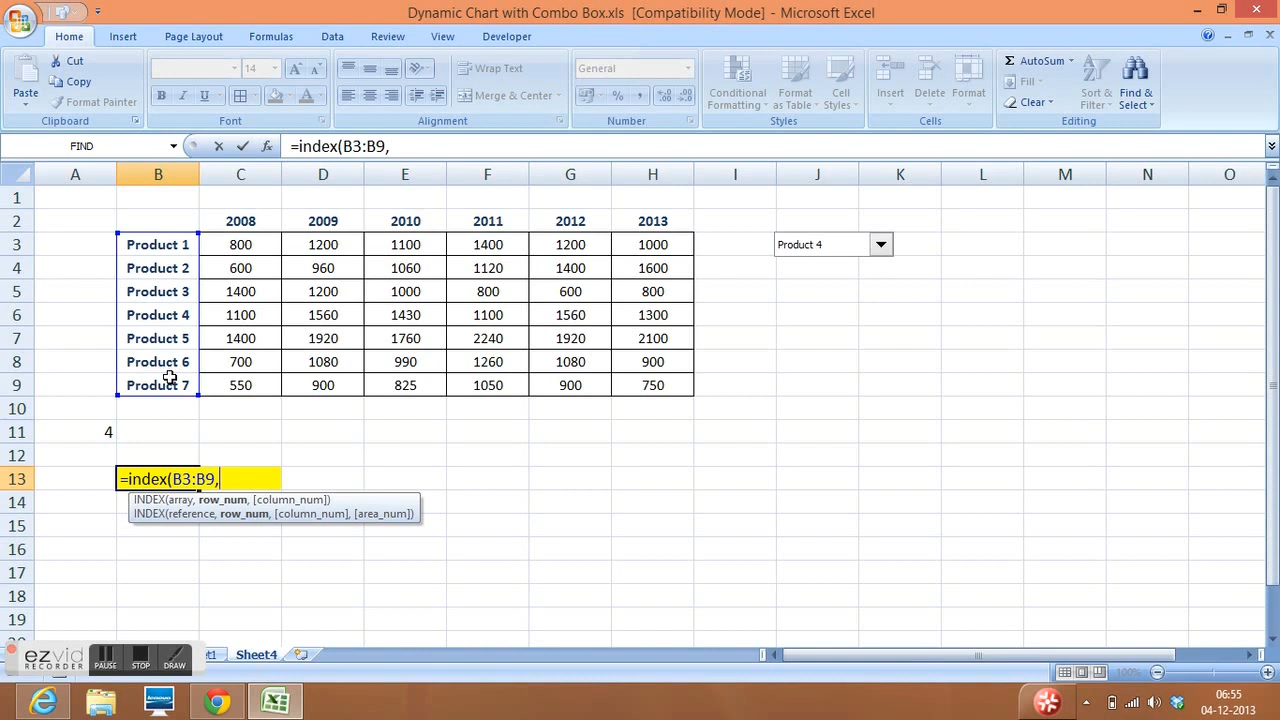 Dynamic Chart with Combo Box.xls [Compatibility Mode] - Microsoft Excel
Home Insert Page Layout Formulas Data Review View Developer
Paste Cut Copy Format Painter
14
Wrap Text
Merge & Center
General
Conditional Formatting Format as Table Cell Styles
Insert Delete Format
AutoSum Fill Clear
Sort & Filter Find & Select
Clipboard Font Alignment Number Styles Cells Editing
FIND =index(B3:B9,
A B C D E F G H I J K L M N O
1
2 2008 2009 2010 2011 2012 2013
3 Product 1 800 1200 1100 1400 1200 1000 Product 4
4 Product 2 600 960 1060 1120 1400 1600
5 Product 3 1400 1200 1000 800 600 800
6 Product 4 1100 1560 1430 1100 1560 1300
7 Product 5 1400 1920 1760 2240 1920 2100
8 Product 6 700 1080 990 1260 1080 900
9 Product 7 550 900 825 1050 900 750
10
11 4
12
13 =index(B3:B9,
14 INDEX(array, row_num, [column_num])
INDEX(reference, row_num, [column_num], [area_num])
15
16
17
18
19
ezvid RECORDER PAUSE STOP DRAW
Sheet4
100%
06:55
04-12-2013